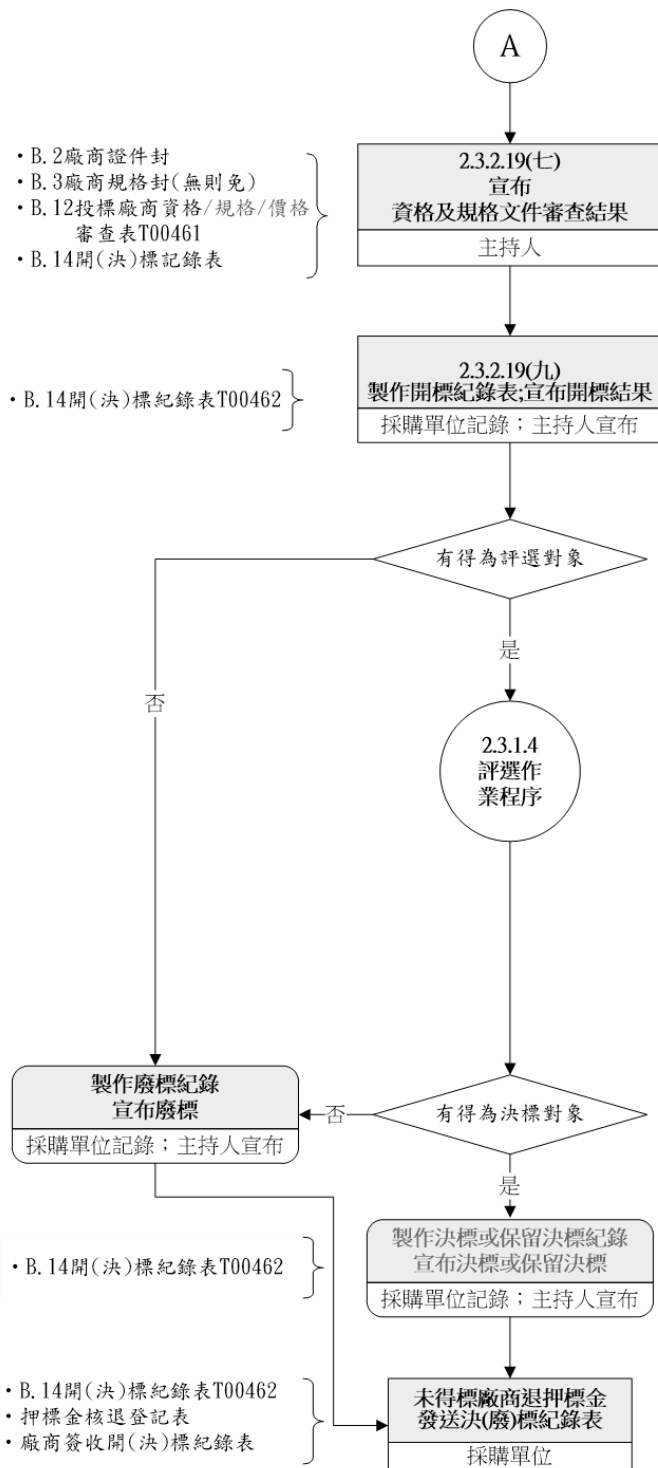 A
・B.2廠商證件封
・B.3廠商規格封(無則免)
・B.12投標廠商資格/規格/價格
審查表T00461
・B.14開(決)標記錄表
2.3.2.19(七)
宣布
資格及規格文件審查結果
主持人
・B.14開(決)標紀錄表T00462
2.3.2.19(九)
製作開標紀錄表;宣布開標結果
採購單位記錄；主持人宣布
有得為評選對象
是
否
2.3.1.4
評選作
業程序
製作廢標紀錄
宣布廢標
採購單位記錄；主持人宣布
否
有得為決標對象
是
・B.14開(決)標紀錄表T00462
製作決標或保留決標紀錄
宣布決標或保留決標
採購單位記錄；主持人宣布
・B.14開(決)標紀錄表T00462
・押標金核退登記表
・廠商簽收開(決)標紀錄表
未得標廠商退押標金
發送決(廢)標紀錄表
採購單位